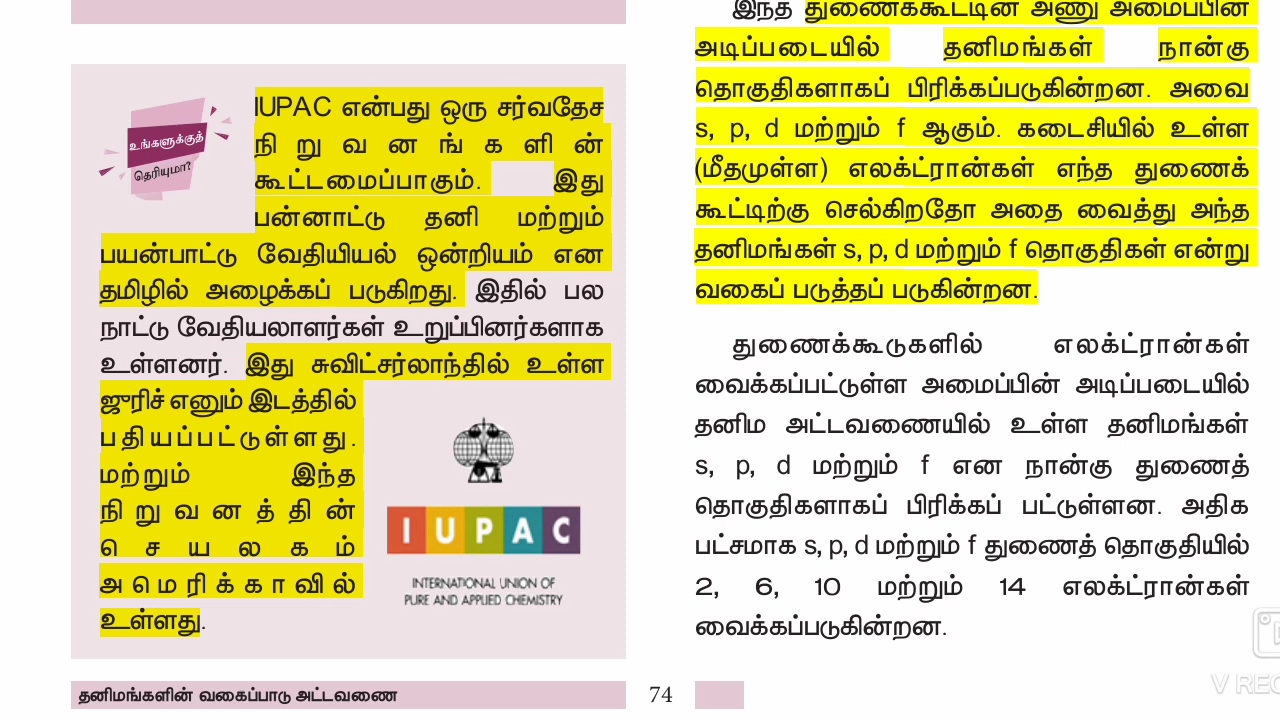 உங்களுக்குத்
தெரியுமா?
IUPAC என்பது ஒரு சர்வதேச
நிறுவனங்களின்
கூட்டமைப்பாகும். இது
பன்னாட்டு தனி மற்றும்
பயன்பாட்டு வேதியியல் ஒன்றியம் என
தமிழில் அழைக்கப் படுகிறது. இதில் பல
நாட்டு வேதியலாளர்கள் உறுப்பினர்களாக
உள்ளனர். இது சுவிட்சர்லாந்தில் உள்ள
ஜுரிச் எனும் இடத்தில்
பதியப்பட்டுள்ளது.
மற்றும் இந்த
நிறுவனத்தின்
செயலகம்
அமெரிக்காவில்
உள்ளது.
IUPAC
INTERNATIONAL UNION OF
PURE AND APPLIED CHEMISTRY
தனிமங்களின் வகைப்பாடு அட்டவணை
74
இந்த துணைக்கூட்டின் அணு அமைப்பின்
அடிப்படையில் தனிமங்கள் நான்கு
தொகுதிகளாகப் பிரிக்கப்படுகின்றன. அவை
s, p, d மற்றும் f ஆகும். கடைசியில் உள்ள
(மீதமுள்ள) எலக்ட்ரான்கள் எந்த துணைக்
கூட்டிற்கு செல்கிறதோ அதை வைத்து அந்த
தனிமங்கள் s, p, d மற்றும் f தொகுதிகள் என்று
வகைப் படுத்தப் படுகின்றன.
துணைக்கூடுகளில் எலக்ட்ரான்கள்
வைக்கப்பட்டுள்ள அமைப்பின் அடிப்படையில்
தனிம அட்டவணையில் உள்ள தனிமங்கள்
s, p, d மற்றும் f என நான்கு துணைத்
தொகுதிகளாகப் பிரிக்கப் பட்டுள்ளன. அதிக
பட்சமாக s, p, d மற்றும் f துணைத் தொகுதியில்
2, 6, 10 மற்றும் 14 எலக்ட்ரான்கள்
வைக்கப்படுகின்றன.